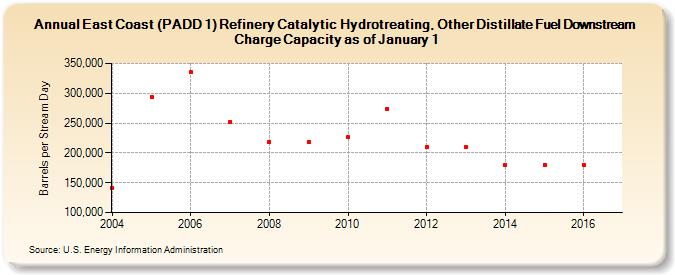 Annual East Coast (PADD 1) Refinery Catalytic Hydrotreating, Other Distillate Fuel Downstream
Charge Capacity as of January 1
Barrels per Stream Day
350,000
300,000
250,000
200,000
150,000
100,000
2004 2006 2008 2010 2012 2014 2016
Source: U.S. Energy Information Administration